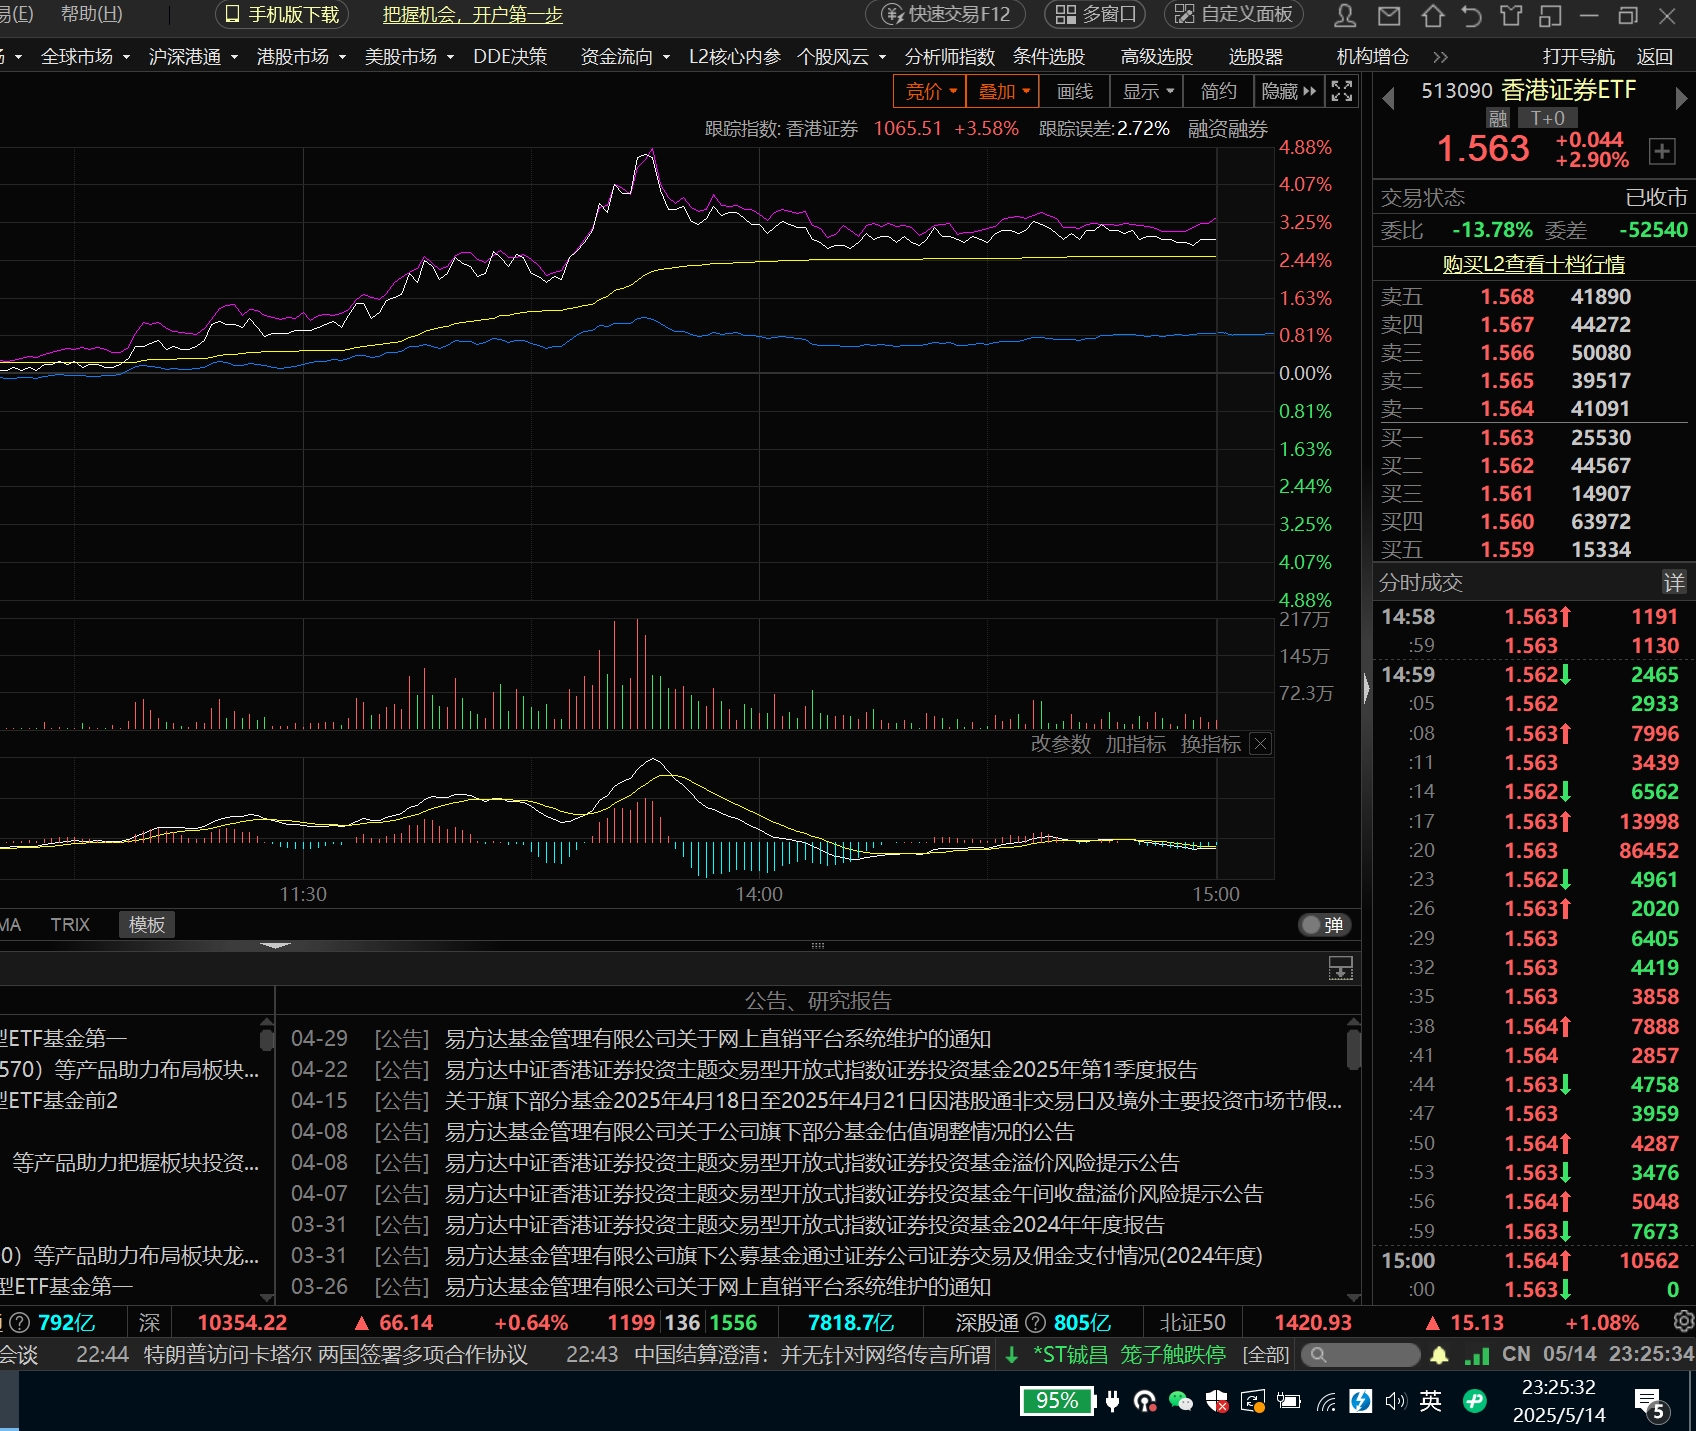 易(E) 帮助(H) 手机版下载 把握机会，开户第一步 快速交易F12 多窗口 自定义面板
全球市场 沪深港通 港股市场 美股市场 DDE决策 资金流向 L2核心内参 个股风云 分析师指数 条件选股 高级选股 选股器 机构增仓 » 打开导航 返回
竞价 叠加 画线 显示 简约 隐藏
跟踪指数: 香港证券 1065.51 +3.58% 跟踪误差:2.72% 融资融券
4.88%
4.07%
3.25%
2.44%
1.63%
0.81%
0.00%
0.81%
1.63%
2.44%
3.25%
4.07%
4.88%
217万
145万
72.3万
改参数 加指标 换指标
11:30 14:00 15:00
MA TRIX 模板 弹
513090 香港证券ETF
融 T+0
1.563 +0.044
+2.90%
交易状态 已收市
委比 -13.78% 委差 -52540
购买L2查看十档行情
卖五 1.568 41890
卖四 1.567 44272
卖三 1.566 50080
卖二 1.565 39517
卖一 1.564 41091
买一 1.563 25530
买二 1.562 44567
买三 1.561 14907
买四 1.560 63972
买五 1.559 15334
分时成交 详
14:58 1.563 1191
:59 1.563 1130
14:59 1.562 2465
:05 1.562 2933
:08 1.563 7996
:11 1.563 3439
:14 1.562 6562
:17 1.563 13998
:20 1.563 86452
:23 1.562 4961
:26 1.563 2020
:29 1.563 6405
:32 1.563 4419
:35 1.563 3858
:38 1.564 7888
:41 1.564 2857
:44 1.563 4758
:47 1.563 3959
:50 1.564 4287
:53 1.563 3476
:56 1.564 5048
:59 1.563 7673
15:00 1.564 10562
:00 1.563 0
公告、研究报告
型ETF基金第一
570）等产品助力布局板块...
型ETF基金前2
等产品助力把握板块投资...
0）等产品助力布局板块龙...
型ETF基金第一
04-29 [公告] 易方达基金管理有限公司关于网上直销平台系统维护的通知
04-22 [公告] 易方达中证香港证券投资主题交易型开放式指数证券投资基金2025年第1季度报告
04-15 [公告] 关于旗下部分基金2025年4月18日至2025年4月21日因港股通非交易日及境外主要投资市场节假...
04-08 [公告] 易方达基金管理有限公司关于公司旗下部分基金估值调整情况的公告
04-08 [公告] 易方达中证香港证券投资主题交易型开放式指数证券投资基金溢价风险提示公告
04-07 [公告] 易方达中证香港证券投资主题交易型开放式指数证券投资基金午间收盘溢价风险提示公告
03-31 [公告] 易方达中证香港证券投资主题交易型开放式指数证券投资基金2024年年度报告
03-31 [公告] 易方达基金管理有限公司旗下公募基金通过证券公司证券交易及佣金支付情况(2024年度)
03-26 [公告] 易方达基金管理有限公司关于网上直销平台系统维护的通知
792亿 深 10354.22 ▲ 66.14 +0.64% 1199 136 1556 7818.7亿 深股通 805亿 北证50 1420.93 ▲ 15.13 +1.08%
会谈 22:44 特朗普访问卡塔尔 两国签署多项合作协议 22:43 中国结算澄清：并无针对网络传言所谓 *ST铖昌 笼子触跌停 [全部] CN 05/14 23:25:34
95% 英 23:25:32
2025/5/14
5